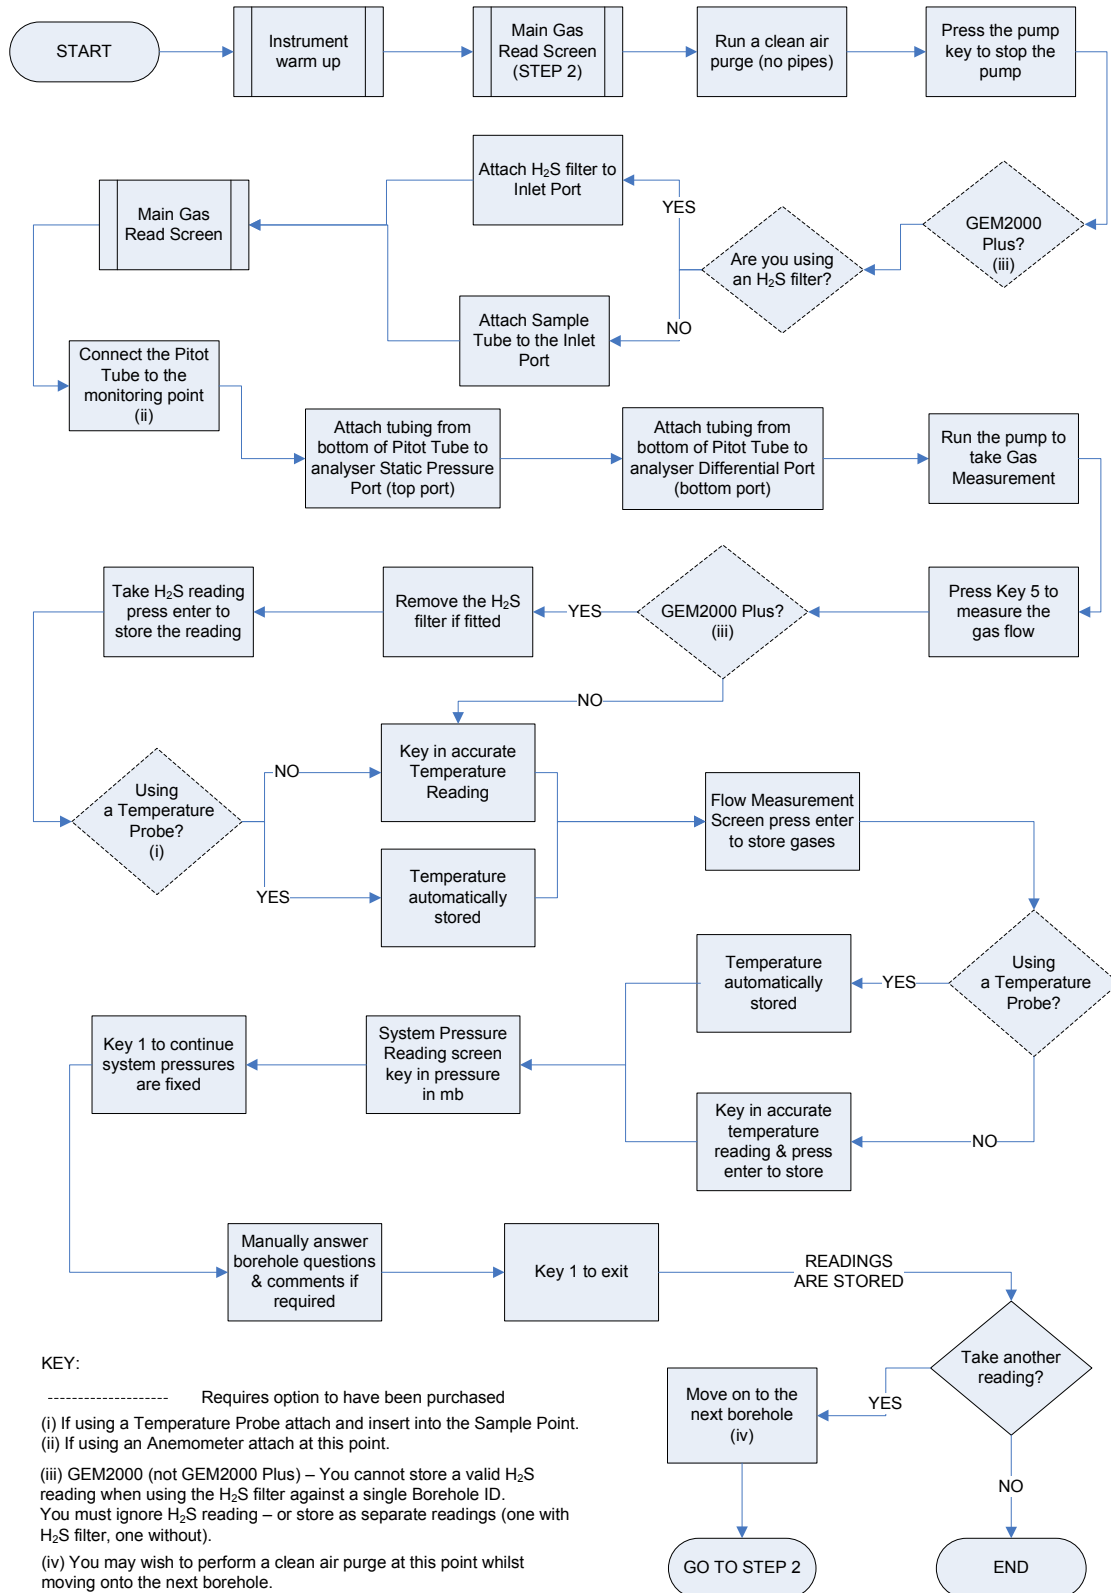 START
Instrument
warm up
Main Gas
Read Screen
(STEP 2)
Run a clean air
purge (no pipes)
Press the pump
key to stop the
pump
GEM2000
Plus?
(iii)
Are you using
an H₂S filter?
YES
Attach H₂S filter to
Inlet Port
NO
Attach Sample
Tube to the Inlet
Port
Main Gas
Read Screen
Connect the Pitot
Tube to the
monitoring point
(ii)
Attach tubing from
bottom of Pitot Tube to
analyser Static Pressure
Port (top port)
Attach tubing from
bottom of Pitot Tube to
analyser Differential Port
(bottom port)
Run the pump to
take Gas
Measurement
Press Key 5 to
measure the
gas flow
GEM2000 Plus?
(iii)
YES
Remove the H₂S
filter if fitted
Take H₂S reading
press enter to
store the reading
NO
Using
a Temperature
Probe?
(i)
NO
Key in accurate
Temperature
Reading
YES
Temperature
automatically
stored
Flow Measurement
Screen press enter
to store gases
Using
a Temperature
Probe?
YES
Temperature
automatically
stored
NO
Key in accurate
temperature
reading & press
enter to store
System Pressure
Reading screen
key in pressure
in mb
Key 1 to continue
system pressures
are fixed
Manually answer
borehole questions
& comments if
required
Key 1 to exit
READINGS
ARE STORED
Take another
reading?
YES
Move on to the
next borehole
(iv)
GO TO STEP 2
NO
END
KEY:
-------------------- Requires option to have been purchased
(i) If using a Temperature Probe attach and insert into the Sample Point.
(ii) If using an Anemometer attach at this point.
(iii) GEM2000 (not GEM2000 Plus) – You cannot store a valid H₂S
reading when using the H₂S filter against a single Borehole ID.
You must ignore H₂S reading – or store as separate readings (one with
H₂S filter, one without).
(iv) You may wish to perform a clean air purge at this point whilst
moving onto the next borehole.